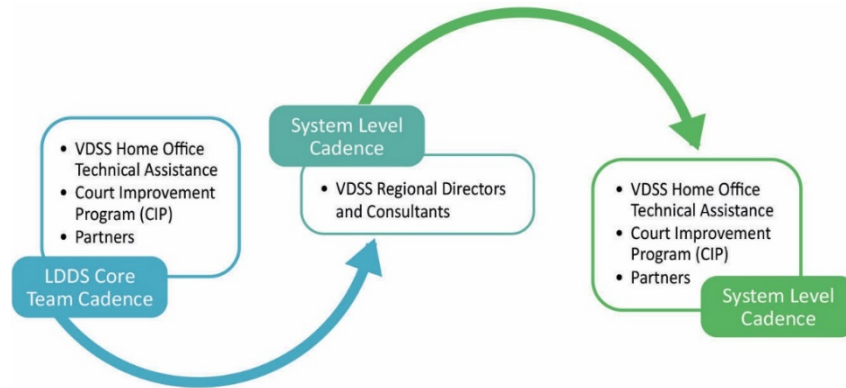 • VDSS Home Office
Technical Assistance
• Court Improvement
Program (CIP)
• Partners
LDDS Core
Team Cadence
System Level
Cadence
• VDSS Regional Directors
and Consultants
• VDSS Home Office
Technical Assistance
• Court Improvement
Program (CIP)
• Partners
System Level
Cadence